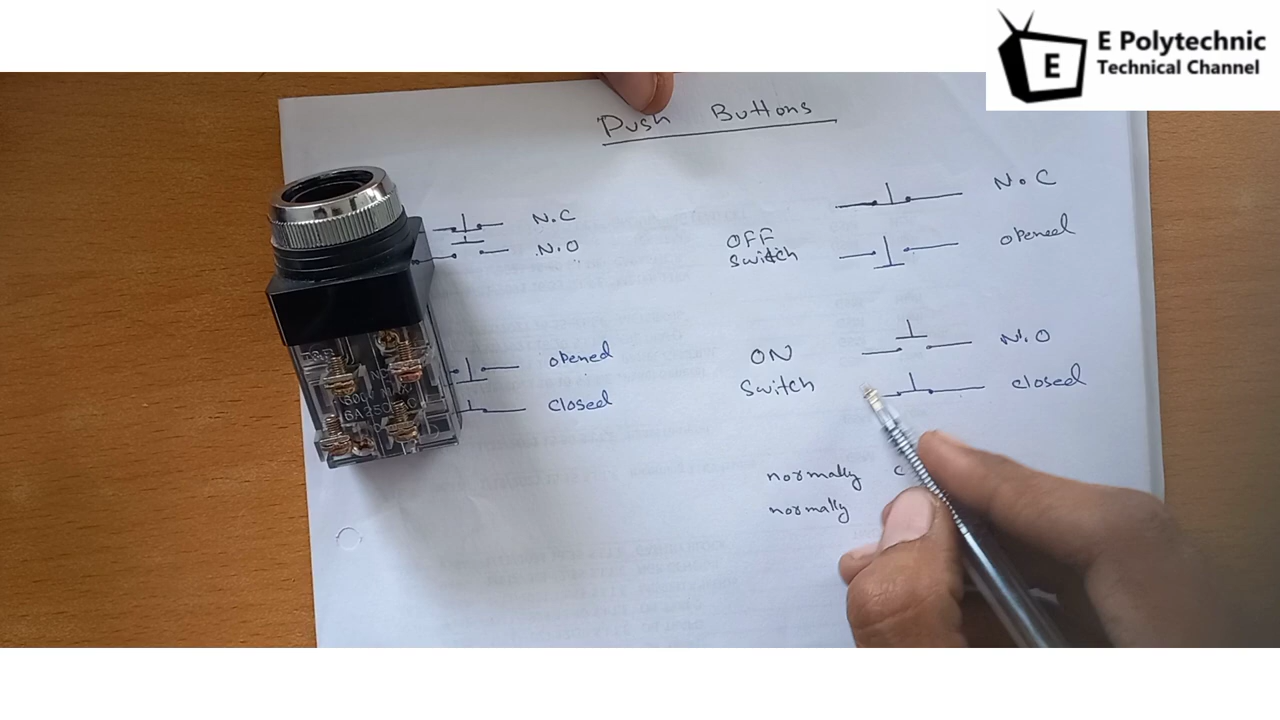 E Polytechnic
Technical Channel
E
Push Buttons
N.C
N.O
opened
closed
OFF
Switch
N.C
opened
ON
Switch
N.O
closed
normally c
normally